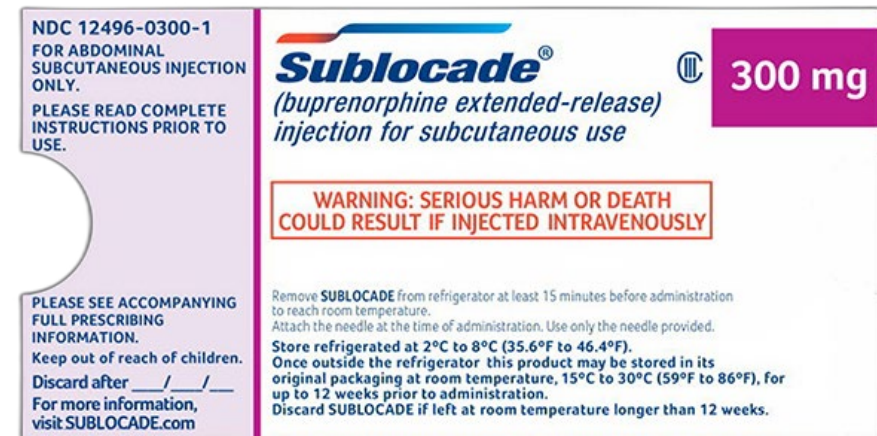 NDC 12496-0300-1
FOR ABDOMINAL
SUBCUTANEOUS INJECTION
ONLY.
PLEASE READ COMPLETE
INSTRUCTIONS PRIOR TO
USE.
PLEASE SEE ACCOMPANYING
FULL PRESCRIBING
INFORMATION.
Keep out of reach of children.
Discard after ___/___/___
For more information,
visit SUBLOCADE.com
Sublocade®
(buprenorphine extended-release)
injection for subcutaneous use
CIII
300 mg
WARNING: SERIOUS HARM OR DEATH
COULD RESULT IF INJECTED INTRAVENOUSLY
Remove SUBLOCADE from refrigerator at least 15 minutes before administration
to reach room temperature.
Attach the needle at the time of administration. Use only the needle provided.
Store refrigerated at 2°C to 8°C (35.6°F to 46.4°F).
Once outside the refrigerator this product may be stored in its
original packaging at room temperature, 15°C to 30°C (59°F to 86°F), for
up to 12 weeks prior to administration.
Discard SUBLOCADE if left at room temperature longer than 12 weeks.